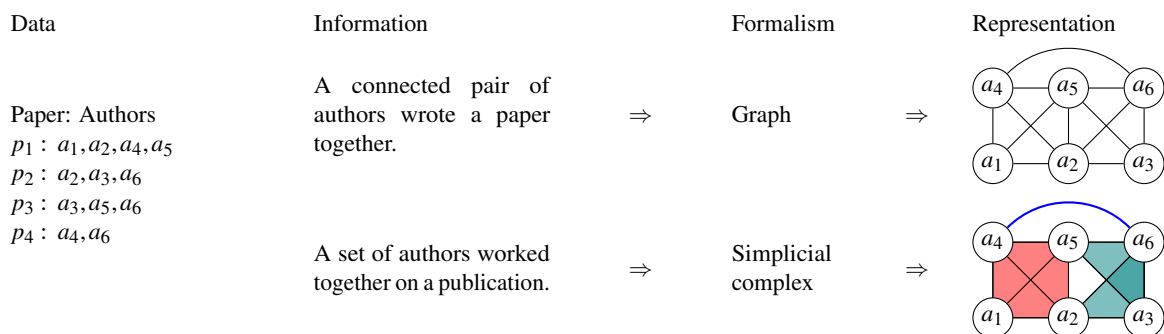 Data Information Formalism Representation
A connected pair of
authors wrote a paper
together.
⇒ Graph ⇒
a₄ a₅ a₆
a₁ a₂ a₃
Paper: Authors
p₁ : a₁,a₂,a₄,a₅
p₂ : a₂,a₃,a₆
p₃ : a₃,a₅,a₆
p₄ : a₄,a₆
A set of authors worked
together on a publication.
⇒ Simplicial
complex ⇒
a₄ a₅ a₆
a₁ a₂ a₃